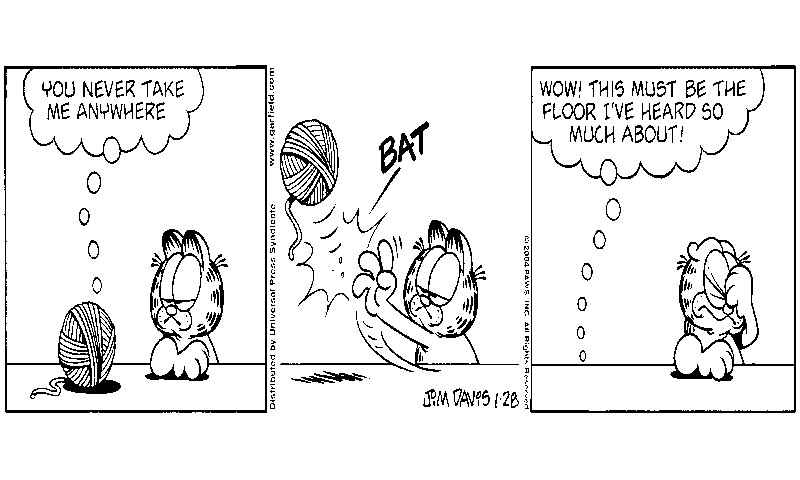 YOU NEVER TAKE
ME ANYWHERE
www.garfield.com
Distributed by Universal Press Syndicate
BAT
JIM DAVIS 1·28
© 2004 PAWS, INC. All Rights Reserved
WOW! THIS MUST BE THE
FLOOR I'VE HEARD SO
MUCH ABOUT!